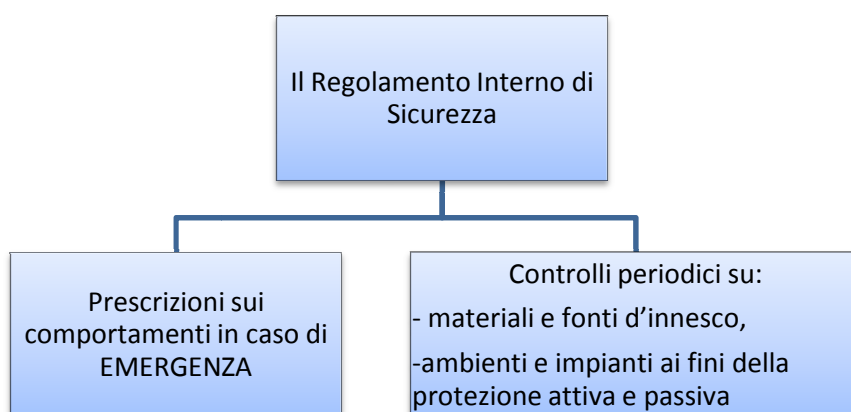 Il Regolamento Interno di
Sicurezza
Prescrizioni sui
comportamenti in caso di
EMERGENZA
Controlli periodici su:
- materiali e fonti d’innesco,
-ambienti e impianti ai fini della
protezione attiva e passiva